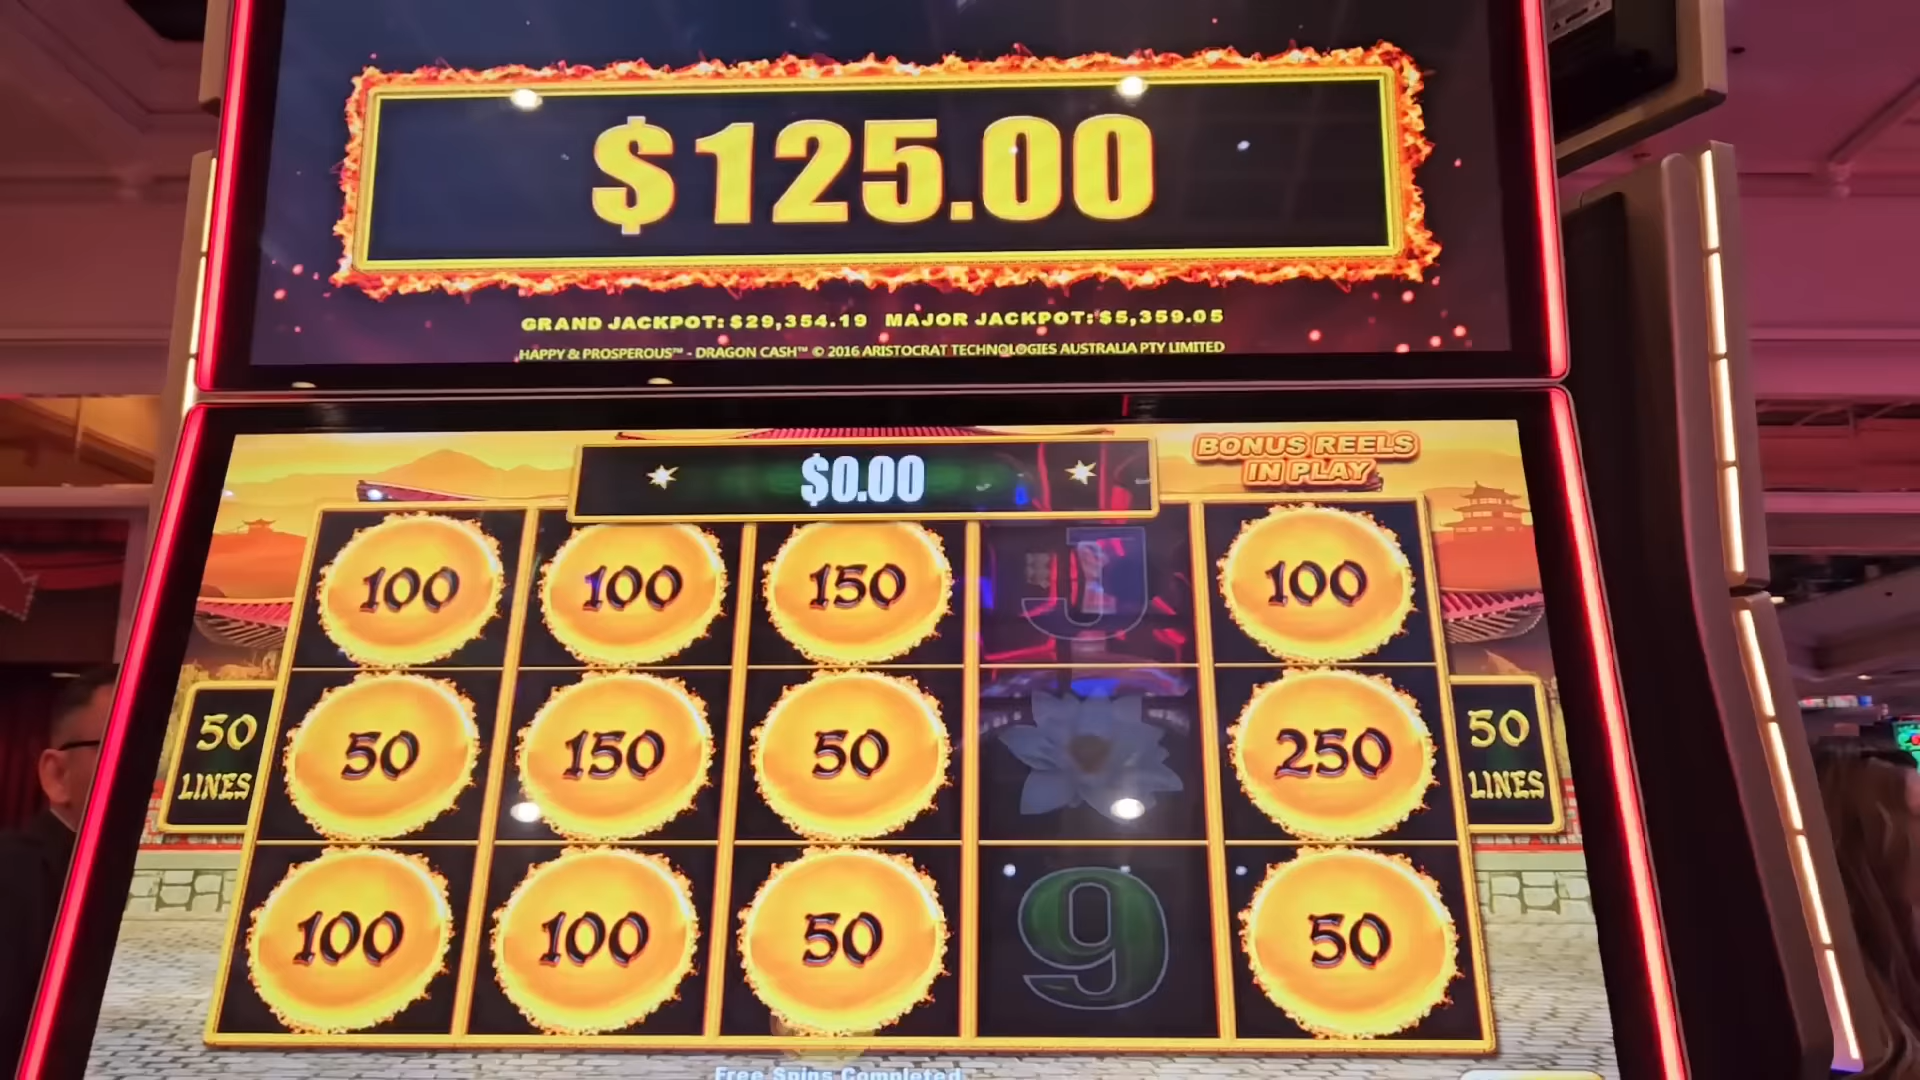 $125.00
GRAND JACKPOT: $29,354.19 MAJOR JACKPOT: $5,359.05
HAPPY & PROSPEROUS™ - DRAGON CASH™ © 2016 ARISTOCRAT TECHNOLOGIES AUSTRALIA PTY LIMITED
$0.00
BONUS REELS
IN PLAY
100 100 150 J 100
50
LINES
50 150 50 250
50
LINES
100 100 50 9 50
Free Spins Completed